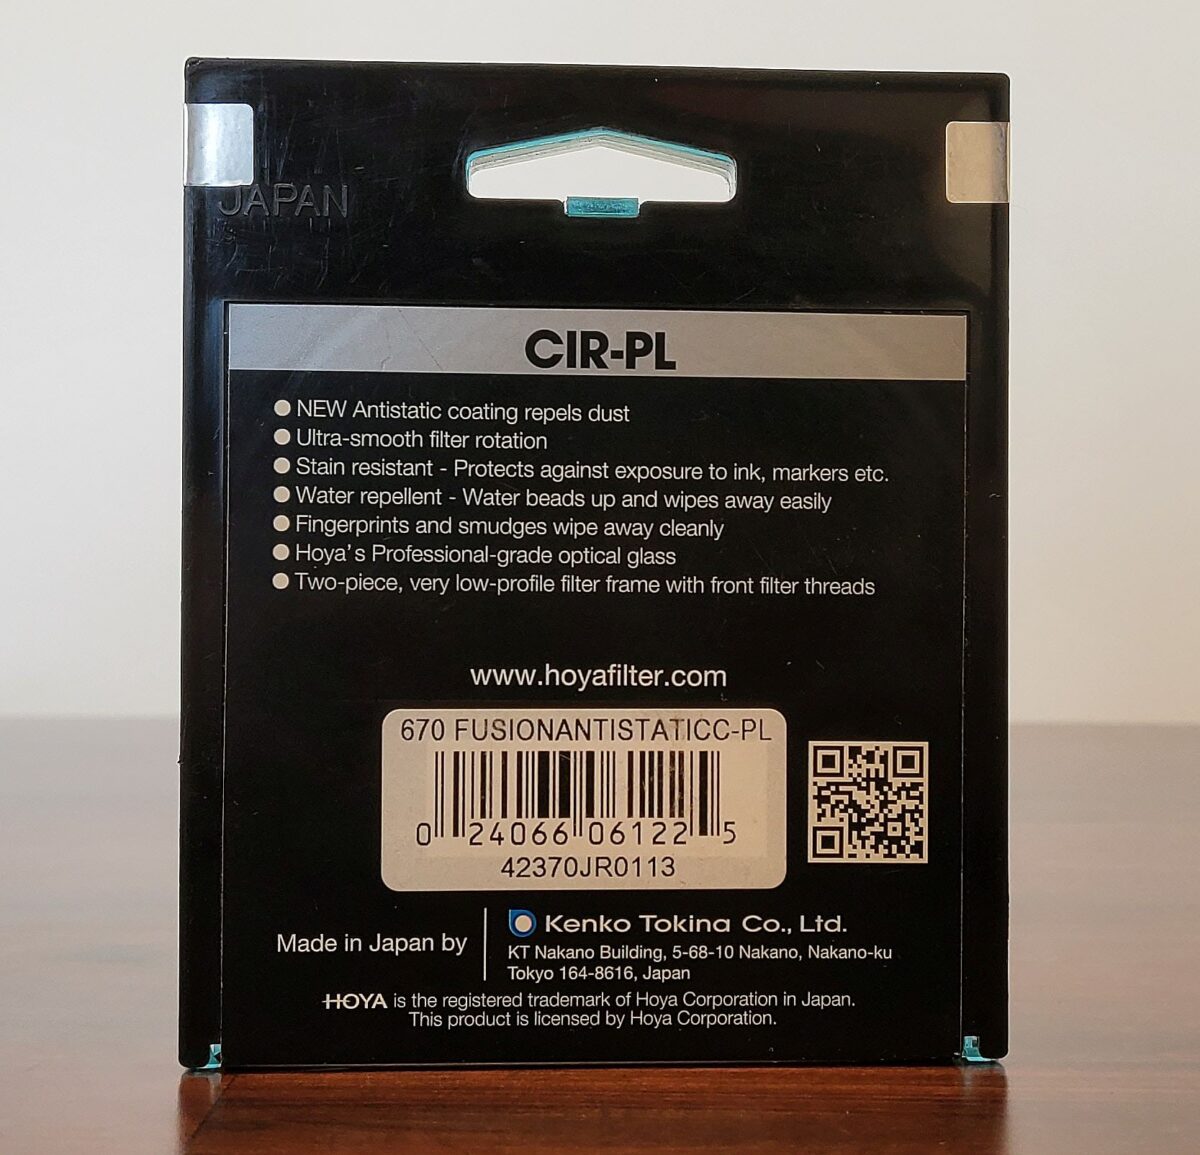 JAPAN
CIR-PL
● NEW Antistatic coating repels dust
● Ultra-smooth filter rotation
● Stain resistant - Protects against exposure to ink, markers etc.
● Water repellent - Water beads up and wipes away easily
● Fingerprints and smudges wipe away cleanly
● Hoya's Professional-grade optical glass
● Two-piece, very low-profile filter frame with front filter threads
www.hoyafilter.com
670 FUSIONANTISTATICC-PL
0 24066 06122 5
42370JR0113
Made in Japan by
Kenko Tokina Co., Ltd.
KT Nakano Building, 5-68-10 Nakano, Nakano-ku
Tokyo 164-8616, Japan
HOYA is the registered trademark of Hoya Corporation in Japan.
This product is licensed by Hoya Corporation.